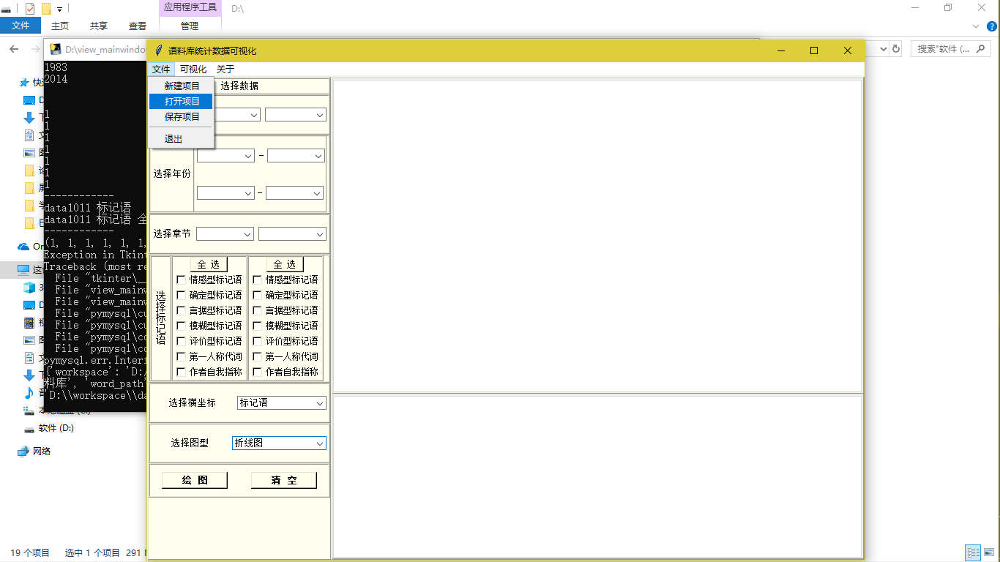 应用程序工具
D:\
文件
主页
共享
查看
管理
搜索"软件 (...
D:\view_mainwindo
语料库统计数据可视化
文件
可视化
关于
新建项目
打开项目
保存项目
退出
选择数据
选择年份
-
-
选择章节
选择标记语
全 选
全 选
情感型标记语
情感型标记语
确定型标记语
确定型标记语
言据型标记语
言据型标记语
模糊型标记语
模糊型标记语
评价型标记语
评价型标记语
第一人称代词
第一人称代词
作者自我指称
作者自我指称
选择横坐标
标记语
选择图型
折线图
绘 图
清 空
1983
2014
1
1
1
1
1
1
1
------------
data1011 标记语
data1011 标记语 全
------------
(1, 1, 1, 1, 1, 1,
Exception in Tkint
Traceback (most re
File "tkinter\__
File "view_mainw
File "view_mainw
File "pymysql\cu
File "pymysql\cu
File "pymysql\co
File "pymysql\co
pymysql.err.Interf
{'workspace': 'D:/
料库', 'word_path'
'D:\\workspace\\da
软件 (D:)
网络
19 个项目
选中 1 个项目
291